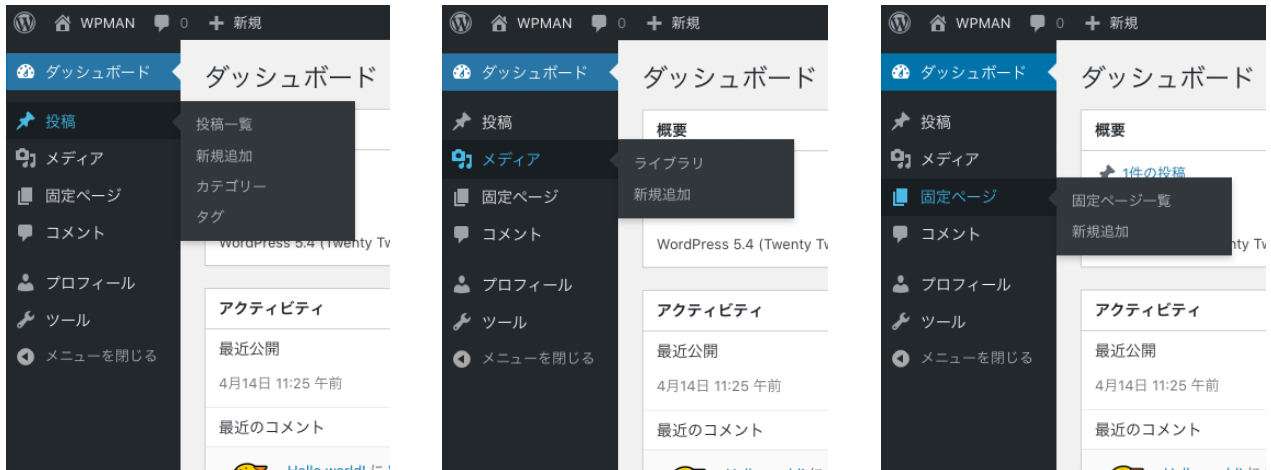 WPMAN 0 新規
ダッシュボード
ダッシュボード
投稿
投稿一覧
新規追加
カテゴリー
タグ
メディア
固定ページ
コメント
WordPress 5.4 (Twenty Tw
プロフィール
ツール
メニューを閉じる
アクティビティ
最近公開
4月14日 11:25 午前
最近のコメント
Hello world! に
WPMAN 0 新規
ダッシュボード
ダッシュボード
投稿
概要
メディア
ライブラリ
新規追加
固定ページ
コメント
WordPress 5.4 (Twenty Tw
プロフィール
ツール
メニューを閉じる
アクティビティ
最近公開
4月14日 11:25 午前
最近のコメント
WPMAN 0 新規
ダッシュボード
ダッシュボード
投稿
概要
メディア
1件の投稿
固定ページ
固定ページ一覧
新規追加
コメント
nty Tw
プロフィール
ツール
メニューを閉じる
アクティビティ
最近公開
4月14日 11:25 午前
最近のコメント